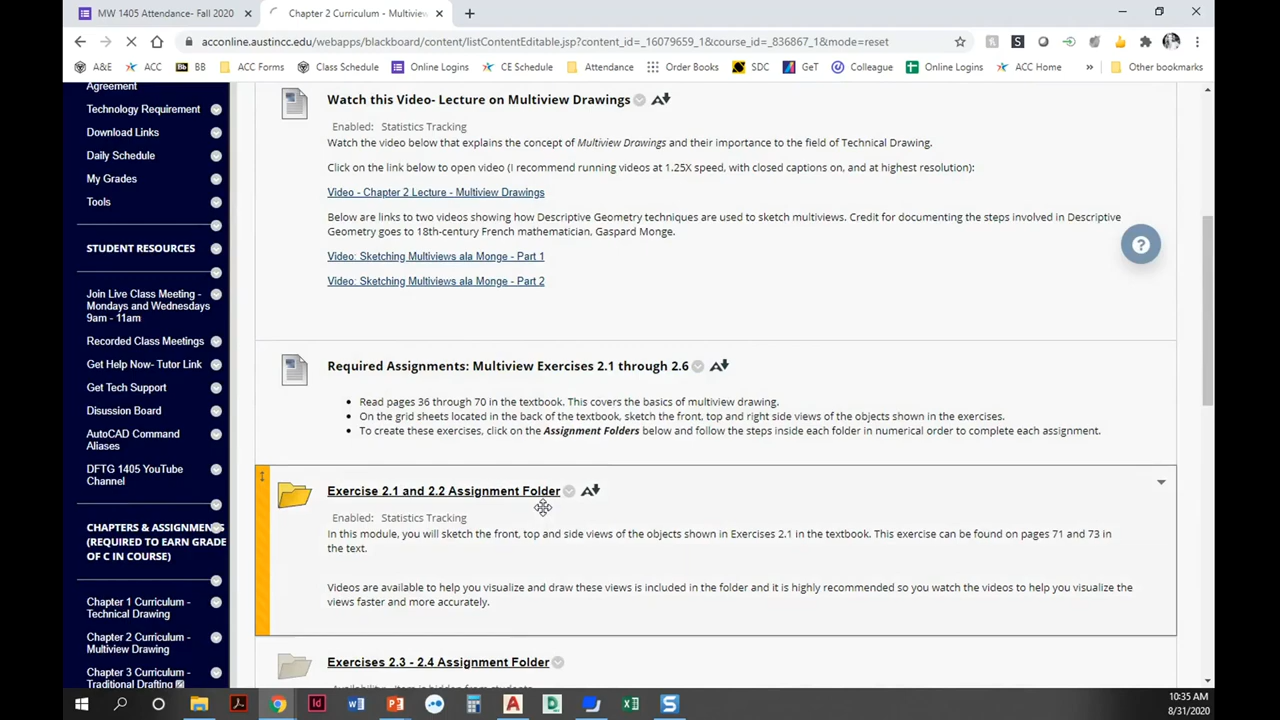 MW 1405 Attendance- Fall 2020
Chapter 2 Curriculum - Multiview
acconline.austincc.edu/webapps/blackboard/content/listContentEditable.jsp?content_id=_16079659_1&course_id=_836867_1&mode=reset
A&E
ACC
BB
ACC Forms
Class Schedule
Online Logins
CE Schedule
Attendance
Order Books
SDC
GeT
Colleague
Online Logins
ACC Home
»
Other bookmarks
Agreement
Technology Requirement
Download Links
Daily Schedule
My Grades
Tools
STUDENT RESOURCES
Join Live Class Meeting -
Mondays and Wednesdays
9am - 11am
Recorded Class Meetings
Get Help Now- Tutor Link
Get Tech Support
Discussion Board
AutoCAD Command
Aliases
DFTG 1405 YouTube
Channel
CHAPTERS & ASSIGNMENTS
(REQUIRED TO EARN GRADE
OF C IN COURSE)
Chapter 1 Curriculum -
Technical Drawing
Chapter 2 Curriculum -
Multiview Drawing
Chapter 3 Curriculum -
Traditional Drafting
Watch this Video- Lecture on Multiview Drawings
Enabled: Statistics Tracking
Watch the video below that explains the concept of Multiview Drawings and their importance to the field of Technical Drawing.
Click on the link below to open video (I recommend running videos at 1.25X speed, with closed captions on, and at highest resolution):
Video - Chapter 2 Lecture - Multiview Drawings
Below are links to two videos showing how Descriptive Geometry techniques are used to sketch multiviews. Credit for documenting the steps involved in Descriptive
Geometry goes to 18th-century French mathematician, Gaspard Monge.
Video: Sketching Multiviews ala Monge - Part 1
Video: Sketching Multiviews ala Monge - Part 2
Required Assignments: Multiview Exercises 2.1 through 2.6
• Read pages 36 through 70 in the textbook. This covers the basics of multiview drawing.
• On the grid sheets located in the back of the textbook, sketch the front, top and right side views of the objects shown in the exercises.
• To create these exercises, click on the Assignment Folders below and follow the steps inside each folder in numerical order to complete each assignment.
Exercise 2.1 and 2.2 Assignment Folder
Enabled: Statistics Tracking
In this module, you will sketch the front, top and side views of the objects shown in Exercises 2.1 in the textbook. This exercise can be found on pages 71 and 73 in
the text.
Videos are available to help you visualize and draw these views is included in the folder and it is highly recommended so you watch the videos to help you visualize the
views faster and more accurately.
Exercises 2.3 - 2.4 Assignment Folder
Availability: Item is hidden from students.
10:35 AM
8/31/2020